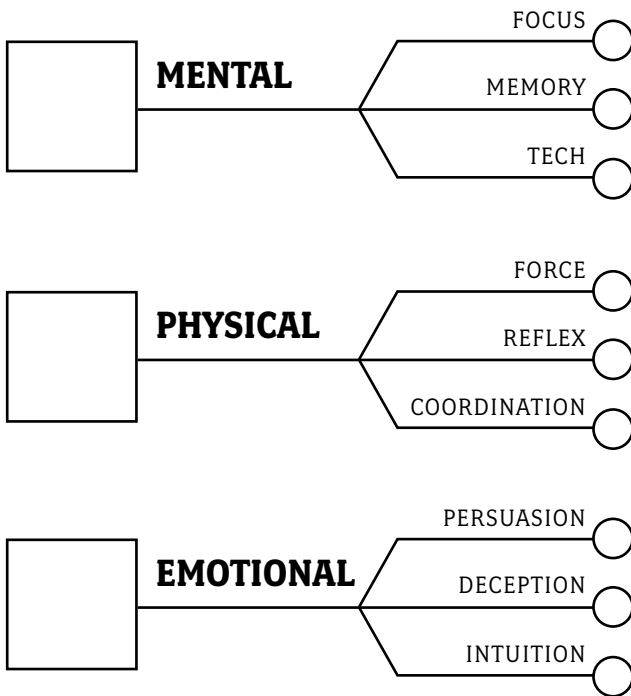 FOCUS
MENTAL
MEMORY
TECH
FORCE
PHYSICAL
REFLEX
COORDINATION
PERSUASION
EMOTIONAL
DECEPTION
INTUITION